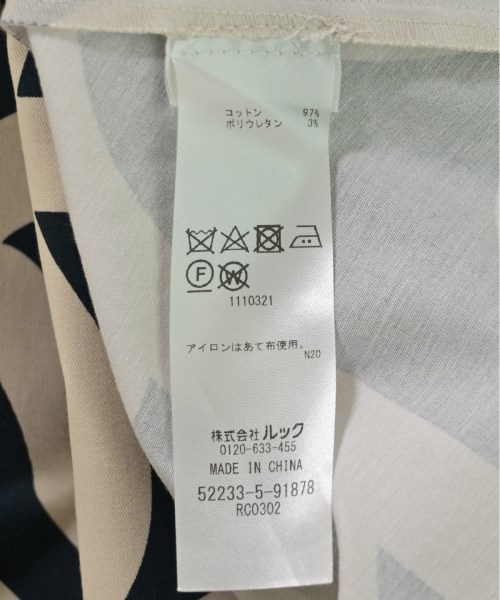 コットン 97%
ポリウレタン 3%
F W
1110321
アイロンはあて布使用。
N20
株式会社 ルック
0120-633-455
MADE IN CHINA
52233-5-91878
RC0302